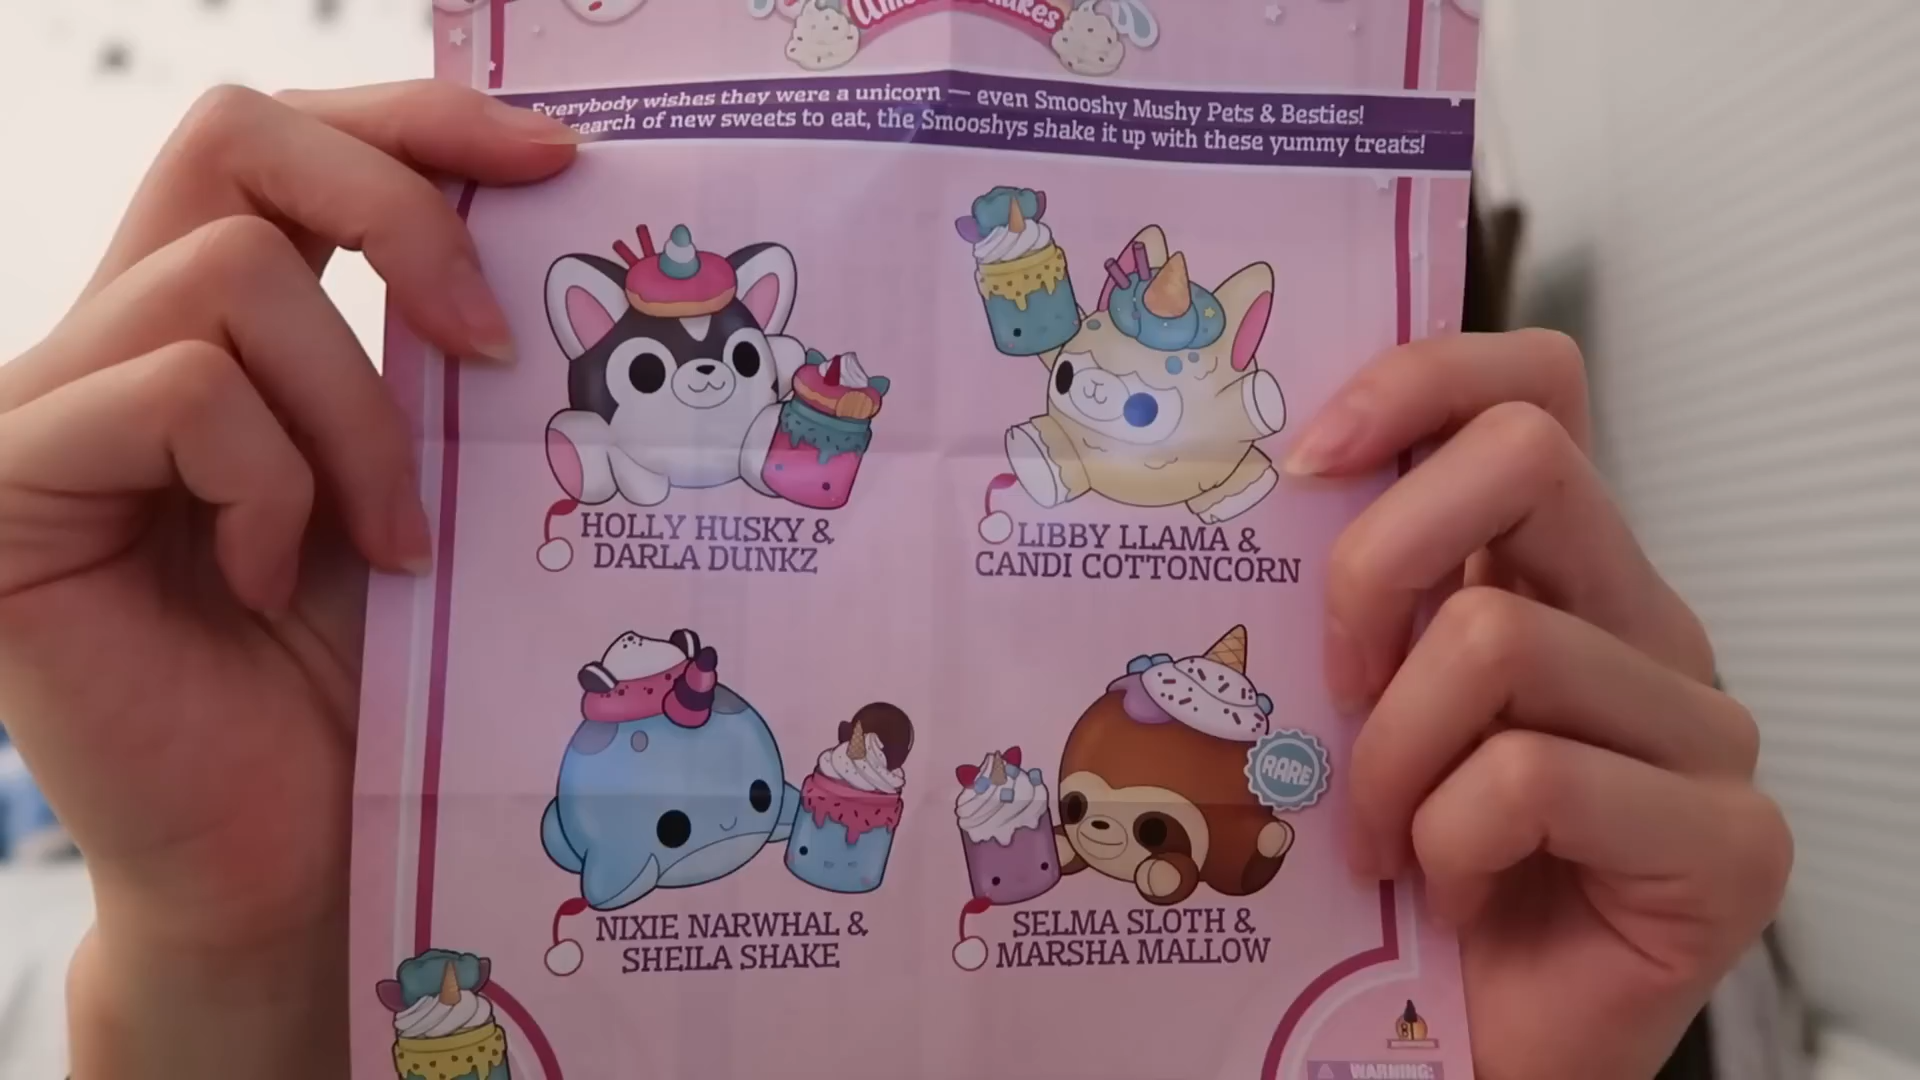 Everybody wishes they were a unicorn — even Smooshy Mushy Pets & Besties!
search of new sweets to eat, the Smooshys shake it up with these yummy treats!
HOLLY HUSKY &
DARLA DUNKZ
LIBBY LLAMA &
CANDI COTTONCORN
RARE
NIXIE NARWHAL &
SHEILA SHAKE
SELMA SLOTH &
MARSHA MALLOW
WARNING: